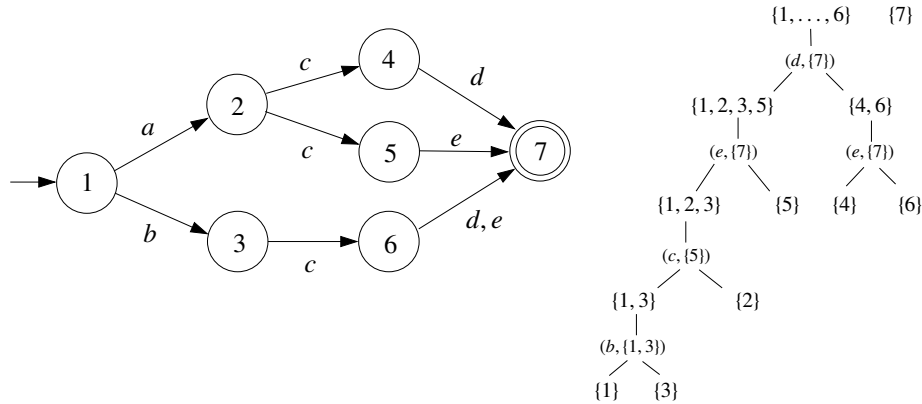 {1, . . . , 6} {7}
(d, {7})
{1, 2, 3, 5} {4, 6}
(e, {7}) (e, {7})
{1, 2, 3} {5} {4} {6}
(c, {5})
{1, 3} {2}
(b, {1, 3})
{1} {3}
c 4 d
a 2
c 5 e 7
1
b 3 c 6 d, e